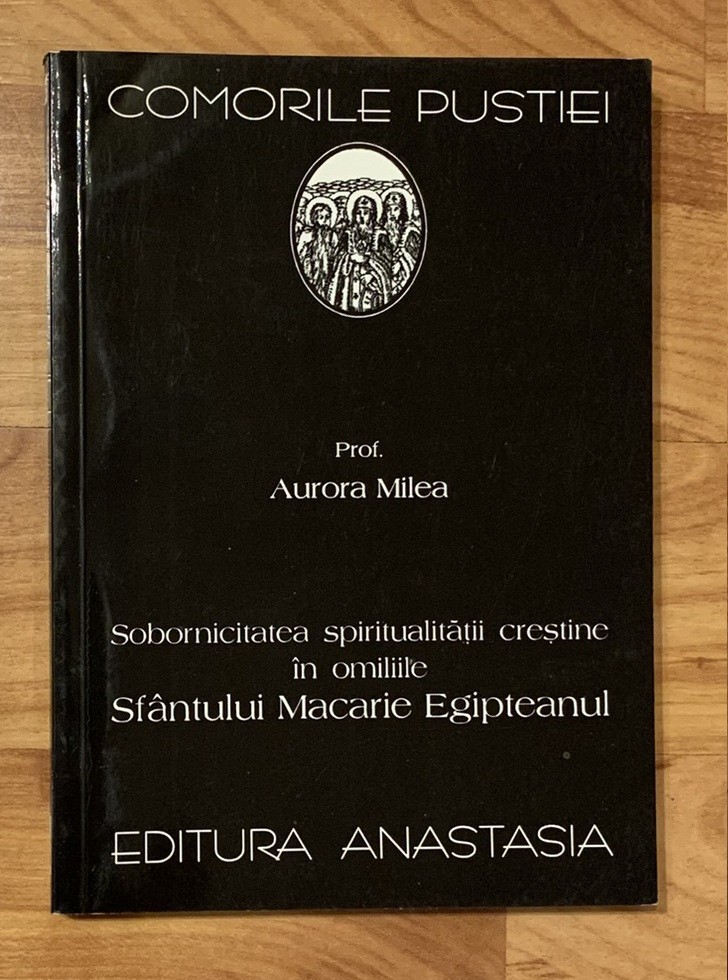 COMORILE PUSTIEI
Prof.
Aurora Milea
Sobornicitatea spiritualității creștine
în omiliile
Sfântului Macarie Egipteanul
EDITURA ANASTASIA